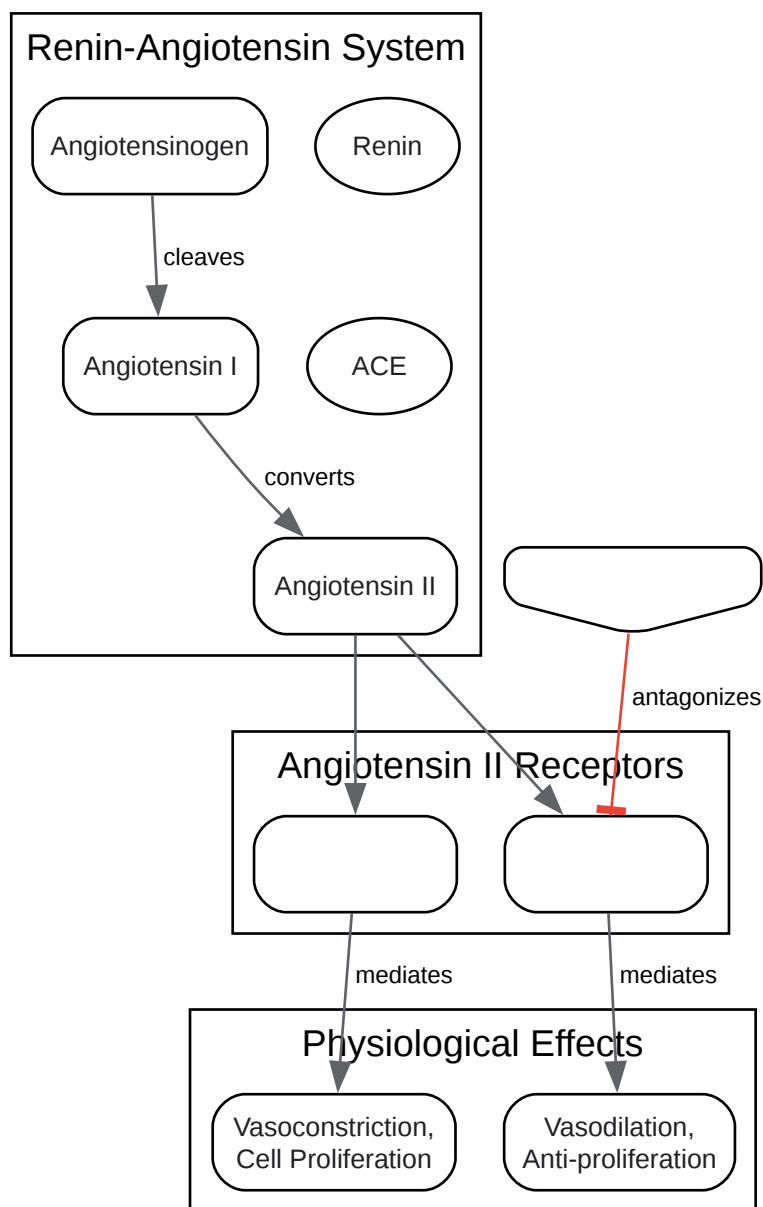 Renin-Angiotensin System
Angiotensinogen
Renin
cleaves
Angiotensin I
ACE
converts
Angiotensin II
antagonizes
Angiotensin II Receptors
mediates
mediates
Physiological Effects
Vasoconstriction,
Cell Proliferation
Vasodilation,
Anti-proliferation